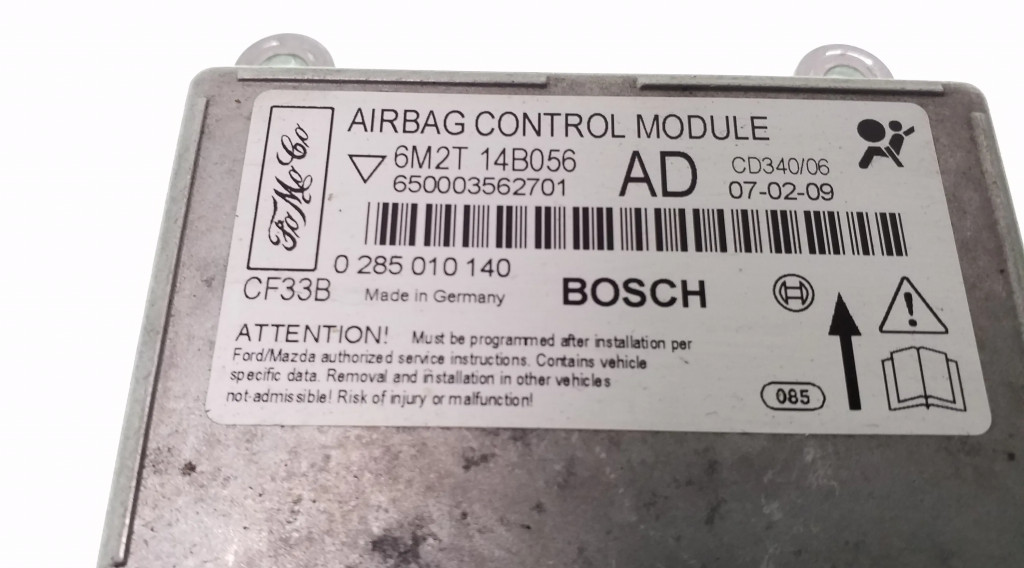 FoMoCo
AIRBAG CONTROL MODULE
6M2T 14B056 AD CD340/06
650003562701 07-02-09
0 285 010 140
CF33B Made in Germany BOSCH
ATTENTION! Must be programmed after installation per
Ford/Mazda authorized service instructions. Contains vehicle
specific data. Removal and installation in other vehicles
not admissible! Risk of injury or malfunction!
085